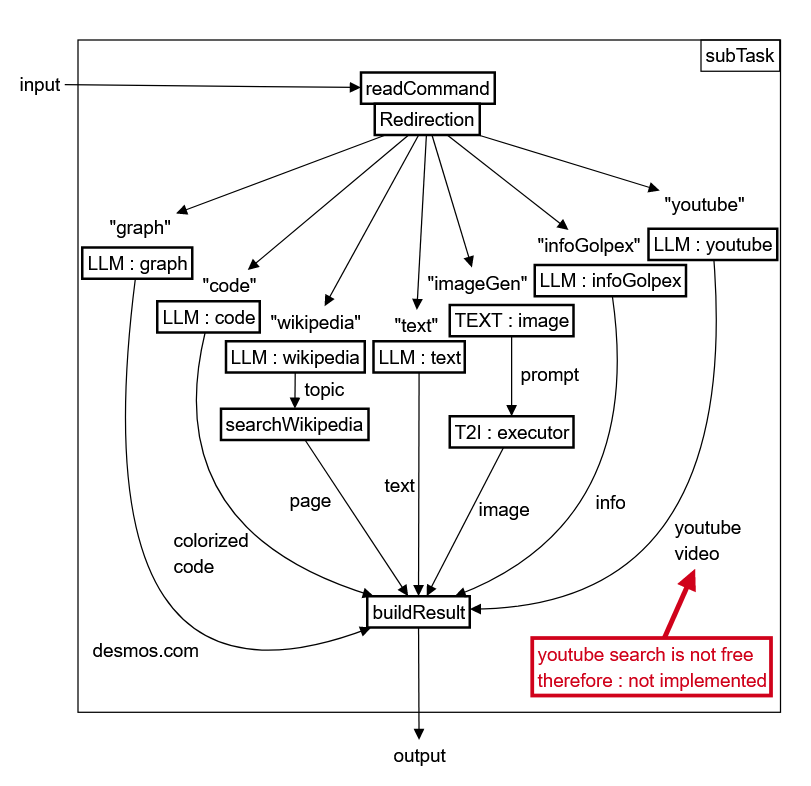 subTask
input
readCommand
Redirection
"graph"
LLM : graph
"code"
LLM : code
"wikipedia"
LLM : wikipedia
topic
searchWikipedia
"text"
LLM : text
"imageGen"
TEXT : image
prompt
T2I : executor
"infoGolpex"
LLM : infoGolpex
"youtube"
LLM : youtube
desmos.com
colorized
code
page
text
image
info
youtube
video
buildResult
youtube search is not free
therefore : not implemented
output